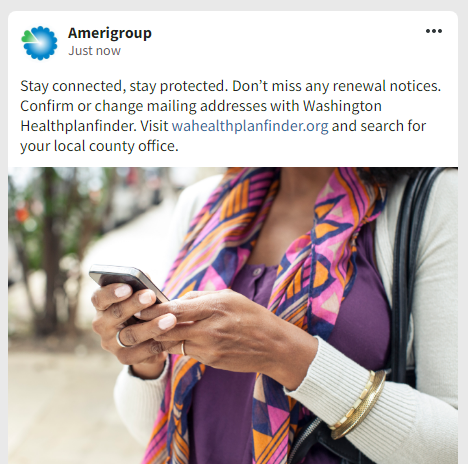 Amerigroup
Just now
Stay connected, stay protected. Don’t miss any renewal notices.
Confirm or change mailing addresses with Washington
Healthplanfinder. Visit wahealthplanfinder.org and search for
your local county office.